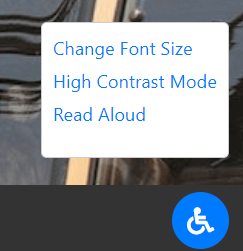 Change Font Size
High Contrast Mode
Read Aloud